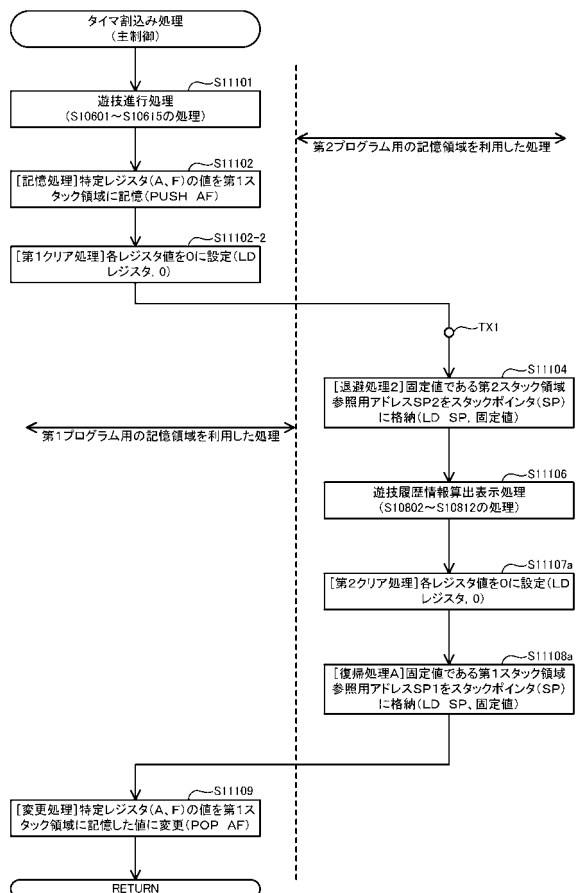 タイマ割込み処理
(主制御)
S11101
遊技進行処理
(S10601～S10615の処理)
第2プログラム用の記憶領域を利用した処理
S11102
[記憶処理]特定レジスタ(A、F)の値を第1ス
タック領域に記憶(PUSH AF)
S11102-2
[第1クリア処理]各レジスタ値を0に設定(LD
レジスタ, 0)
TX1
S11104
[退避処理2]固定値である第2スタック領域
参照用アドレスSP2をスタックポインタ(SP)
に格納(LD SP, 固定値)
第1プログラム用の記憶領域を利用した処理
S11106
遊技履歴情報算出表示処理
(S10802～S10812の処理)
S11107a
[第2クリア処理]各レジスタ値を0に設定(LD
レジスタ, 0)
S11108a
[復帰処理A]固定値である第1スタック領域
参照用アドレスSP1をスタックポインタ(SP)
に格納(LD SP、固定値)
S11109
[変更処理]特定レジスタ(A、F)の値を第1ス
タック領域に記憶した値に変更(POP AF)
RETURN